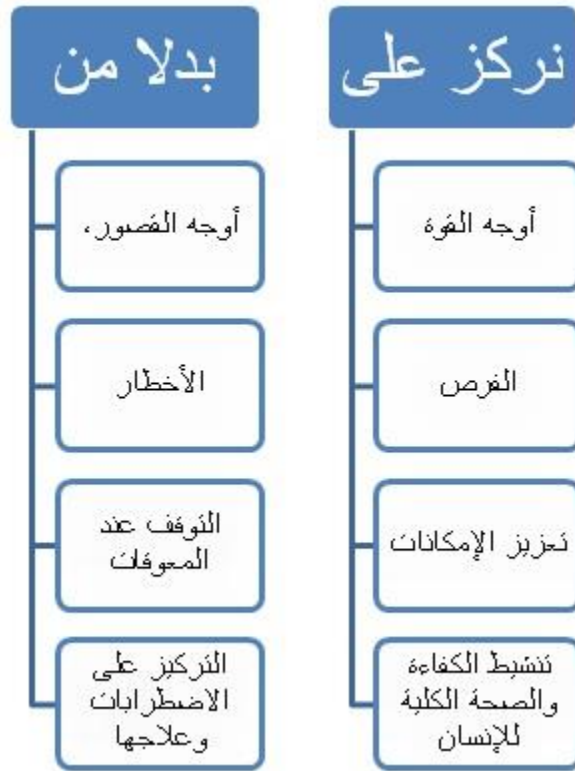 نركز على
أوجه القوة
الفرص
تعزيز الإمكانات
تنشيط الكفاءة
والصحة الكلية
للإنسان
بدلا من
أوجه القصور،
الأخطار
التوقف عند
المعوقات
التركيز على
الاضطرابات
وعلاجها